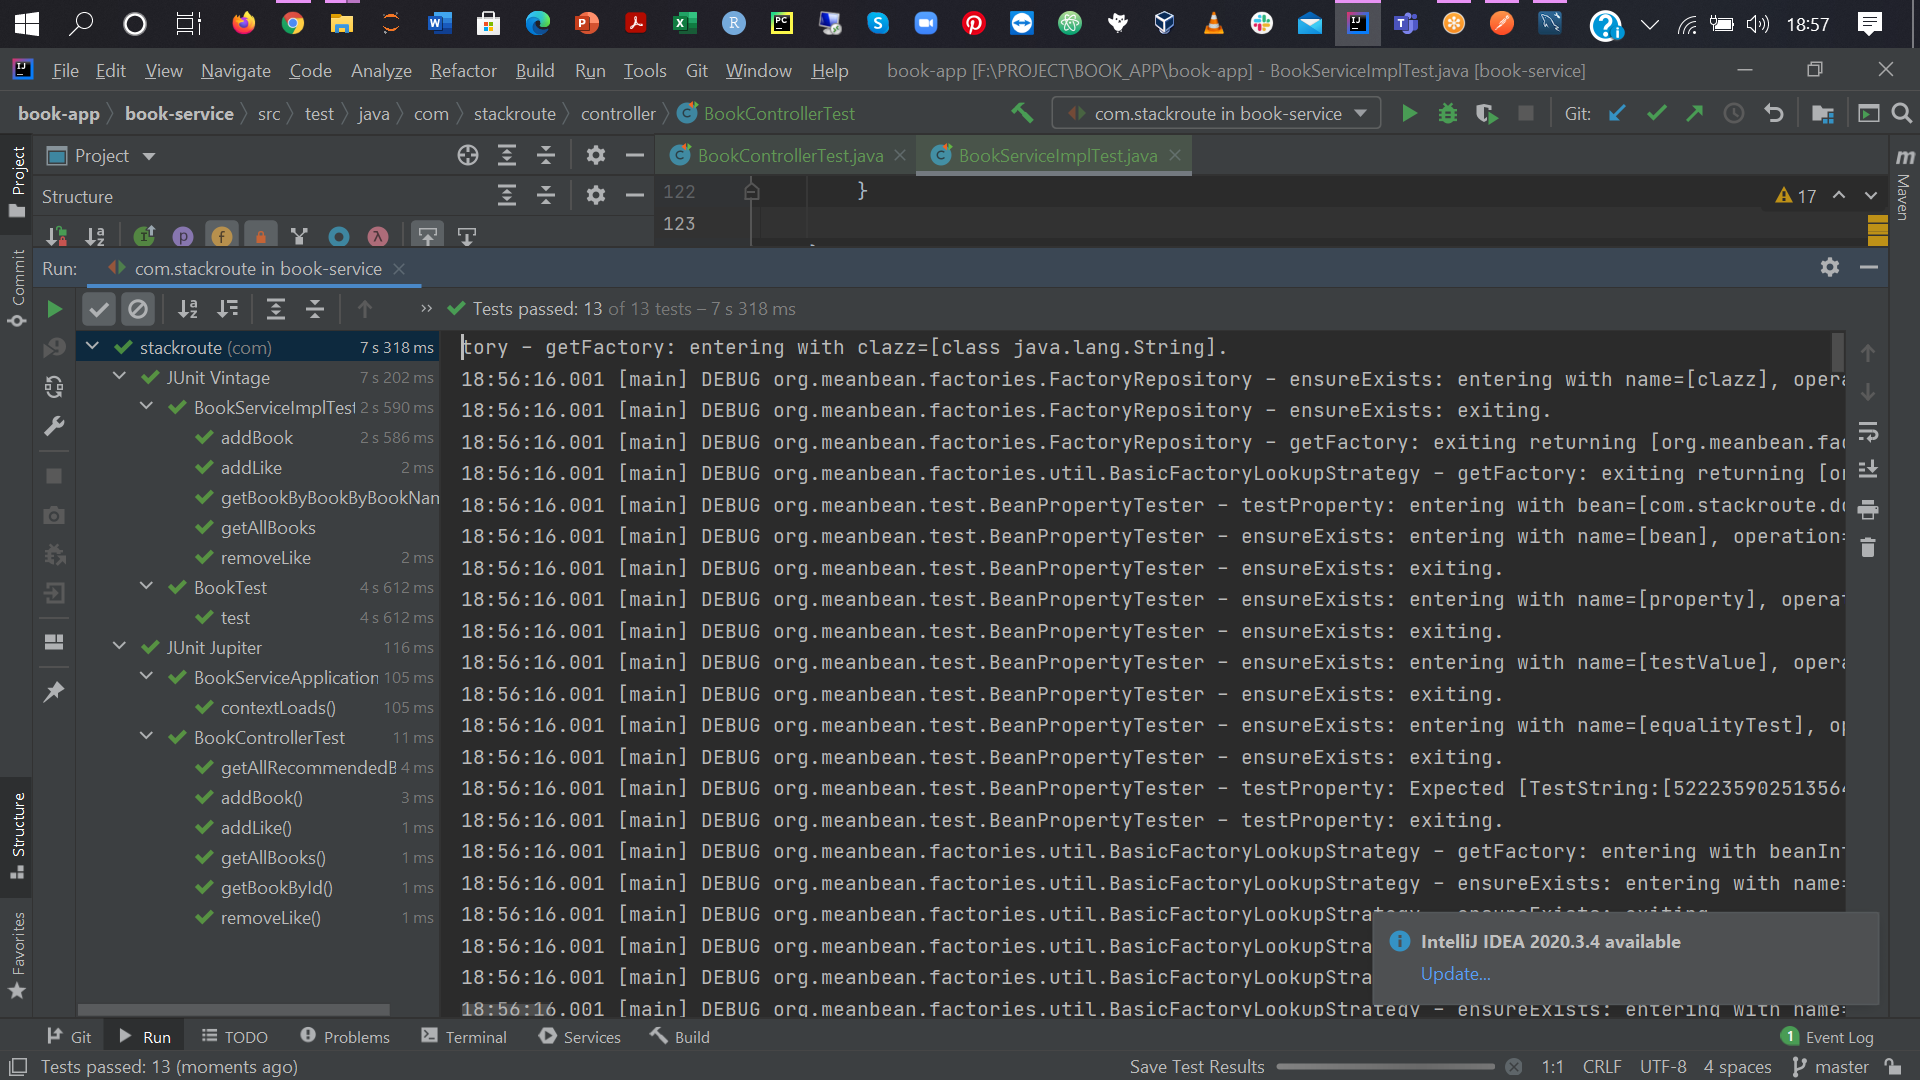 18:57
File Edit View Navigate Code Analyze Refactor Build Run Tools Git Window Help book-app [F:\PROJECT\BOOK_APP\book-app] - BookServiceImplTest.java [book-service]
book-app book-service src test java com stackroute controller BookControllerTest com.stackroute in book-service Git:
Project BookControllerTest.java BookServiceImplTest.java
Structure 122 } 17
123
Run: com.stackroute in book-service
Tests passed: 13 of 13 tests – 7 s 318 ms
stackroute (com) 7 s 318 ms
JUnit Vintage 7 s 202 ms
BookServiceImplTest 2 s 590 ms
addBook 2 s 586 ms
addLike 2 ms
getBookByBookByBookNam
getAllBooks
removeLike 2 ms
BookTest 4 s 612 ms
test 4 s 612 ms
JUnit Jupiter 116 ms
BookServiceApplication 105 ms
contextLoads() 105 ms
BookControllerTest 11 ms
getAllRecommendedB 4 ms
addBook() 3 ms
addLike() 1 ms
getAllBooks() 1 ms
getBookById() 1 ms
removeLike() 1 ms
tory - getFactory: entering with clazz=[class java.lang.String].
18:56:16.001 [main] DEBUG org.meanbean.factories.FactoryRepository - ensureExists: entering with name=[clazz], opera
18:56:16.001 [main] DEBUG org.meanbean.factories.FactoryRepository - ensureExists: exiting.
18:56:16.001 [main] DEBUG org.meanbean.factories.FactoryRepository - getFactory: exiting returning [org.meanbean.fac
18:56:16.001 [main] DEBUG org.meanbean.factories.util.BasicFactoryLookupStrategy - getFactory: exiting returning [or
18:56:16.001 [main] DEBUG org.meanbean.test.BeanPropertyTester - testProperty: entering with bean=[com.stackroute.do
18:56:16.001 [main] DEBUG org.meanbean.test.BeanPropertyTester - ensureExists: entering with name=[bean], operation=
18:56:16.001 [main] DEBUG org.meanbean.test.BeanPropertyTester - ensureExists: exiting.
18:56:16.001 [main] DEBUG org.meanbean.test.BeanPropertyTester - ensureExists: entering with name=[property], operat
18:56:16.001 [main] DEBUG org.meanbean.test.BeanPropertyTester - ensureExists: exiting.
18:56:16.001 [main] DEBUG org.meanbean.test.BeanPropertyTester - ensureExists: entering with name=[testValue], opera
18:56:16.001 [main] DEBUG org.meanbean.test.BeanPropertyTester - ensureExists: exiting.
18:56:16.001 [main] DEBUG org.meanbean.test.BeanPropertyTester - ensureExists: entering with name=[equalityTest], op
18:56:16.001 [main] DEBUG org.meanbean.test.BeanPropertyTester - ensureExists: exiting.
18:56:16.001 [main] DEBUG org.meanbean.test.BeanPropertyTester - testProperty: Expected [TestString:[522235902513564
18:56:16.001 [main] DEBUG org.meanbean.test.BeanPropertyTester - testProperty: exiting.
18:56:16.001 [main] DEBUG org.meanbean.factories.util.BasicFactoryLookupStrategy - getFactory: entering with beanIn
18:56:16.001 [main] DEBUG org.meanbean.factories.util.BasicFactoryLookupStrategy - ensureExists: entering with name=
18:56:16.001 [main] DEBUG org.meanbean.factories.util.BasicFactoryLookupStrategy - ensureExists: exiting.
18:56:16.001 [main] DEBUG org.meanbean.factories.util.BasicFactoryLookupStra
18:56:16.001 [main] DEBUG org.meanbean.factories.util.BasicFactoryLookupStra
18:56:16.001 [main] DEBUG org.meanbean.factories.util.BasicFactoryLookupStrategy - ensureExists: entering with name=
IntelliJ IDEA 2020.3.4 available
Update...
Project
Commit
Structure
Favorites
Maven
Git Run TODO Problems Terminal Services Build 1 Event Log
Tests passed: 13 (moments ago) Save Test Results 1:1 CRLF UTF-8 4 spaces master